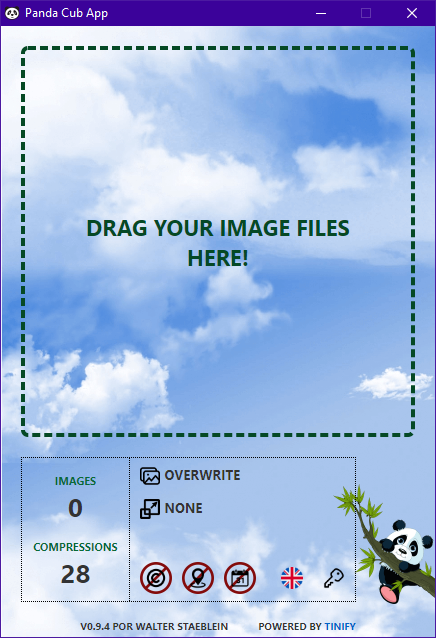 Panda Cub App
DRAG YOUR IMAGE FILES
HERE!
IMAGES
0
COMPRESSIONS
28
OVERWRITE
NONE
V0.9.4 POR WALTER STAEBLEIN
POWERED BY TINIFY